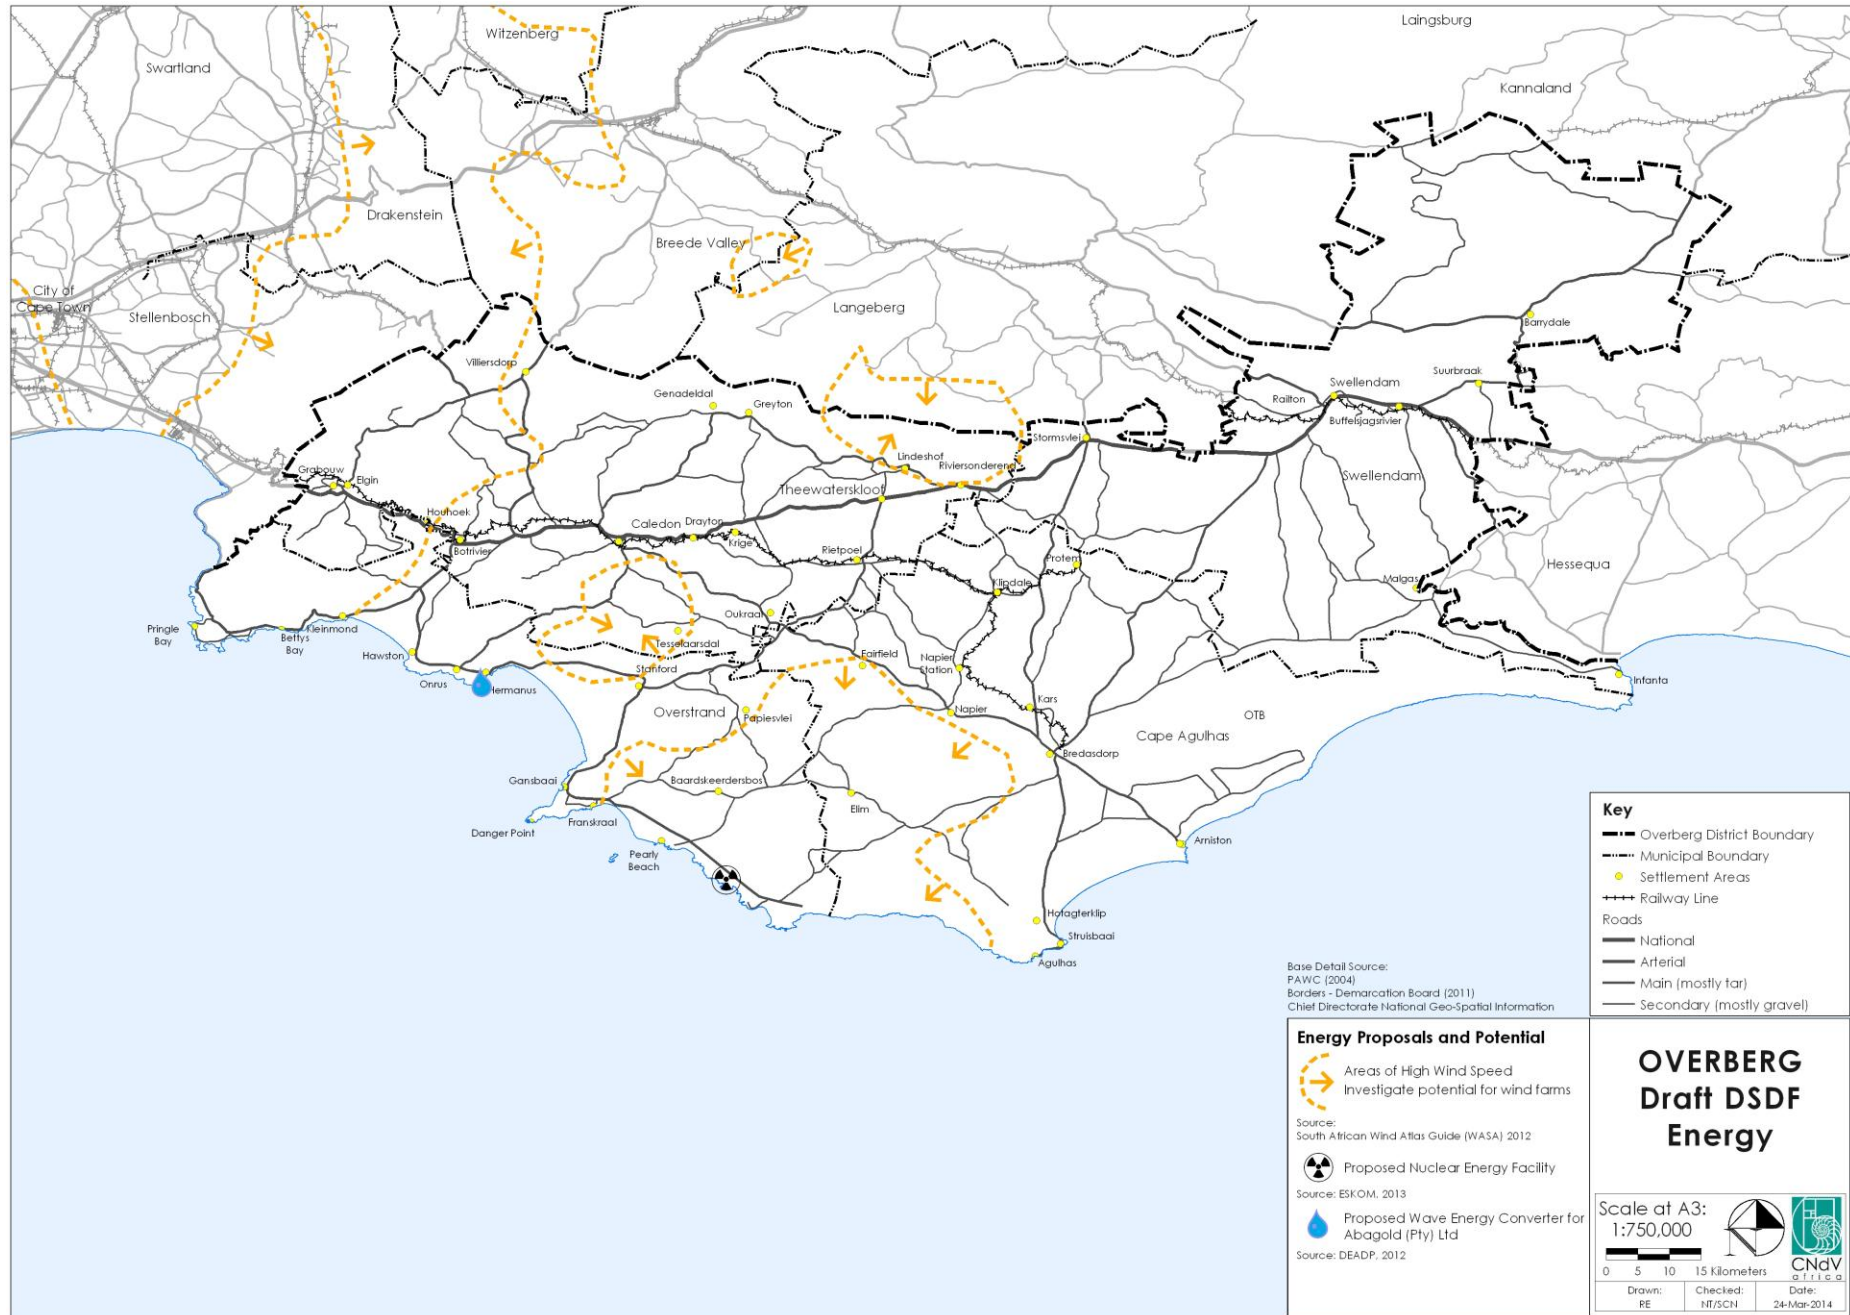 Laingsburg
Witzenberg
Swartland
Kannaland
Drakenstein
Breede Valley
City of
Cape Town
Stellenbosch
Langeberg
Barrydale
Villiersdorp
Suurbraak
Swellendam
Genadeldal
Greyton
Railton
Buffelsjagsrivier
Stormsvlei
Lindeshof
Riviersonderend
Grabouw
Elgin
Theewaterskloof
Swellendam
Houhoek
Caledon
Drayton
Krige
Botrivier
Rietpoel
Protem
Hessequa
Klipdale
Malgas
Oukraal
Pringle
Bay
Bettys
Bay
Kleinmond
Tesselaarsdal
Hawston
Stanford
Fairfield
Napier
Station
Onrus
Hermanus
Infanta
Overstrand
Papiesvlei
Napier
Kars
OTB
Cape Agulhas
Bredasdorp
Gansbaai
Baardskeerdersbos
Elim
Danger Point
Franskraal
Pearly
Beach
Arniston
Hotagterklip
Struisbaai
Agulhas
Key
Overberg District Boundary
Municipal Boundary
Settlement Areas
Railway Line
Roads
National
Arterial
Main (mostly tar)
Secondary (mostly gravel)
Base Detail Source:
PAWC (2004)
Borders - Demarcation Board (2011)
Chief Directorate National Geo-Spatial Information
Energy Proposals and Potential
Areas of High Wind Speed
Investigate potential for wind farms
Source:
South African Wind Atlas Guide (WASA) 2012
Proposed Nuclear Energy Facility
Source: ESKOM, 2013
Proposed Wave Energy Converter for
Abagold (Pty) Ltd
Source: DEADP, 2012
OVERBERG
Draft DSDF
Energy
Scale at A3:
1:750,000
0 5 10 15 Kilometers
CNdV
africa
Drawn:
RE
Checked:
NT/SCN
Date:
24-Mar-2014